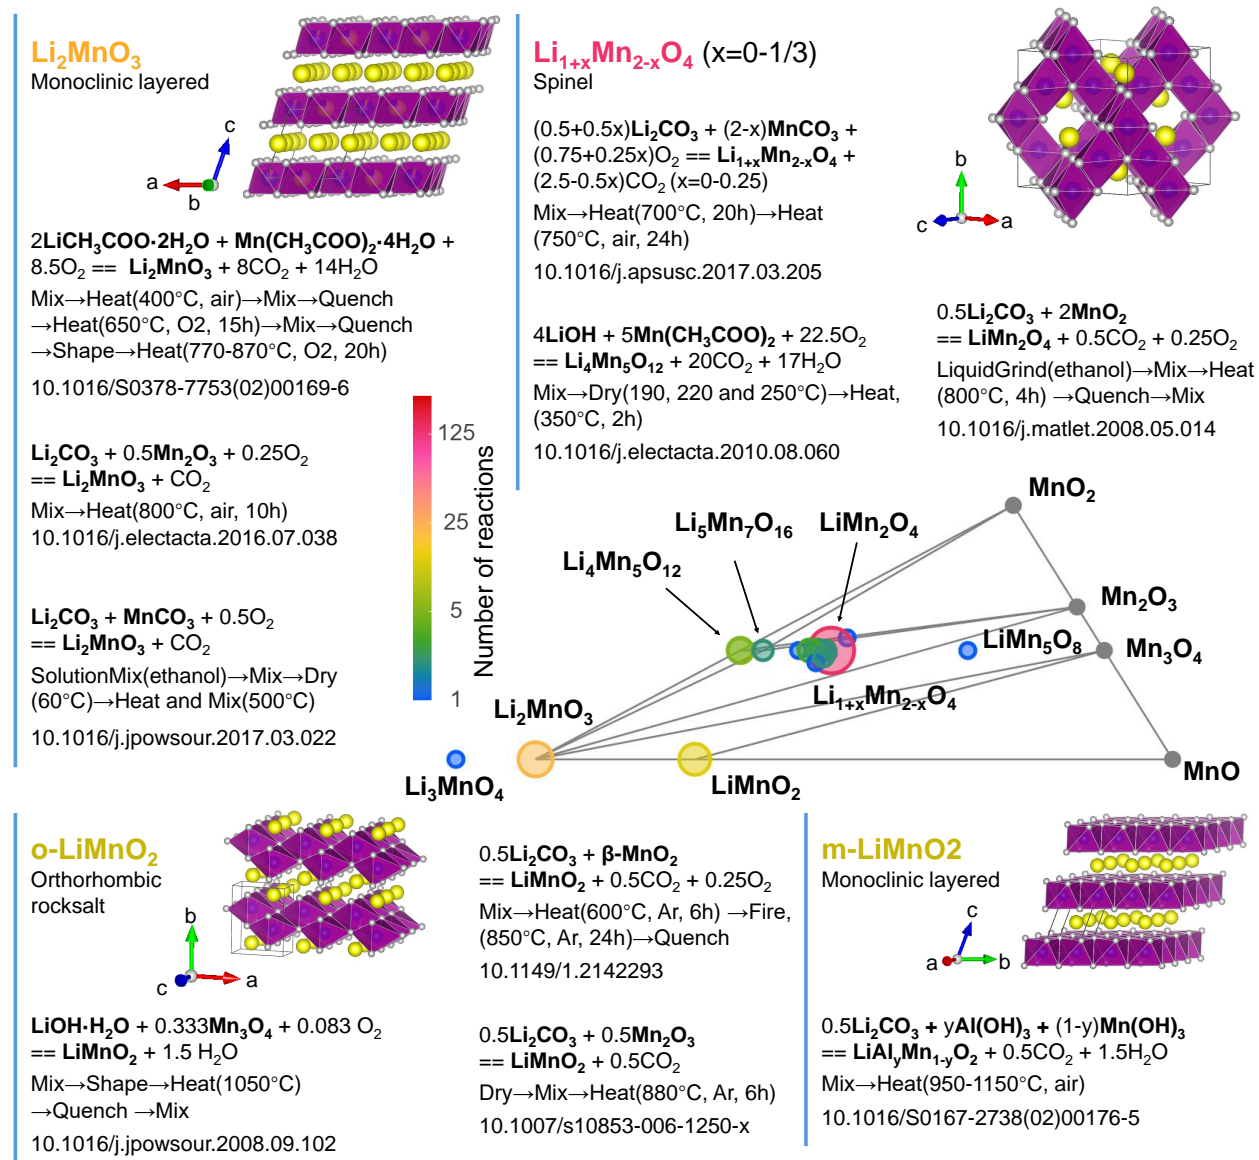 Li2MnO3
Monoclinic layered
c
a
b
2LiCH3COO·2H2O + Mn(CH3COO)2·4H2O +
8.5O2 == Li2MnO3 + 8CO2 + 14H2O
Mix→Heat(400°C, air)→Mix→Quench
→Heat(650°C, O2, 15h)→Mix→Quench
→Shape→Heat(770-870°C, O2, 20h)
10.1016/S0378-7753(02)00169-6
Li2CO3 + 0.5Mn2O3 + 0.25O2
== Li2MnO3 + CO2
Mix→Heat(800°C, air, 10h)
10.1016/j.electacta.2016.07.038
Li2CO3 + MnCO3 + 0.5O2
== Li2MnO3 + CO2
SolutionMix(ethanol)→Mix→Dry
(60°C)→Heat and Mix(500°C)
10.1016/j.jpowsour.2017.03.022
Li1+xMn2-xO4 (x=0-1/3)
Spinel
(0.5+0.5x)Li2CO3 + (2-x)MnCO3 +
(0.75+0.25x)O2 == Li1+xMn2-xO4 +
(2.5-0.5x)CO2 (x=0-0.25)
Mix→Heat(700°C, 20h)→Heat
(750°C, air, 24h)
10.1016/j.apsusc.2017.03.205
b
c
a
4LiOH + 5Mn(CH3COO)2 + 22.5O2
== Li4Mn5O12 + 20CO2 + 17H2O
Mix→Dry(190, 220 and 250°C)→Heat,
(350°C, 2h)
10.1016/j.electacta.2010.08.060
0.5Li2CO3 + 2MnO2
== LiMn2O4 + 0.5CO2 + 0.25O2
LiquidGrind(ethanol)→Mix→Heat
(800°C, 4h) →Quench→Mix
10.1016/j.matlet.2008.05.014
125
25
5
1
Number of reactions
MnO2
Li5Mn7O16
LiMn2O4
Li4Mn5O12
Mn2O3
LiMn5O8
Mn3O4
Li1+xMn2-xO4
Li2MnO3
Li3MnO4
LiMnO2
MnO
o-LiMnO2
Orthorhombic
rocksalt
b
c
a
LiOH·H2O + 0.333Mn3O4 + 0.083 O2
== LiMnO2 + 1.5 H2O
Mix→Shape→Heat(1050°C)
→Quench →Mix
10.1016/j.jpowsour.2008.09.102
0.5Li2CO3 + β-MnO2
== LiMnO2 + 0.5CO2 + 0.25O2
Mix→Heat(600°C, Ar, 6h) →Fire,
(850°C, Ar, 24h)→Quench
10.1149/1.2142293
0.5Li2CO3 + 0.5Mn2O3
== LiMnO2 + 0.5CO2
Dry→Mix→Heat(880°C, Ar, 6h)
10.1007/s10853-006-1250-x
m-LiMnO2
Monoclinic layered
c
a
b
0.5Li2CO3 + yAl(OH)3 + (1-y)Mn(OH)3
== LiAlyMn1-yO2 + 0.5CO2 + 1.5H2O
Mix→Heat(950-1150°C, air)
10.1016/S0167-2738(02)00176-5